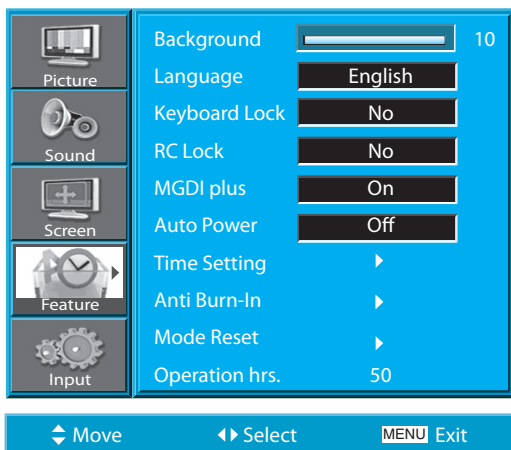 Picture
Sound
Screen
Feature
Input
Background 10
Language English
Keyboard Lock No
RC Lock No
MGDI plus On
Auto Power Off
Time Setting
Anti Burn-In
Mode Reset
Operation hrs. 50
Move Select MENU Exit